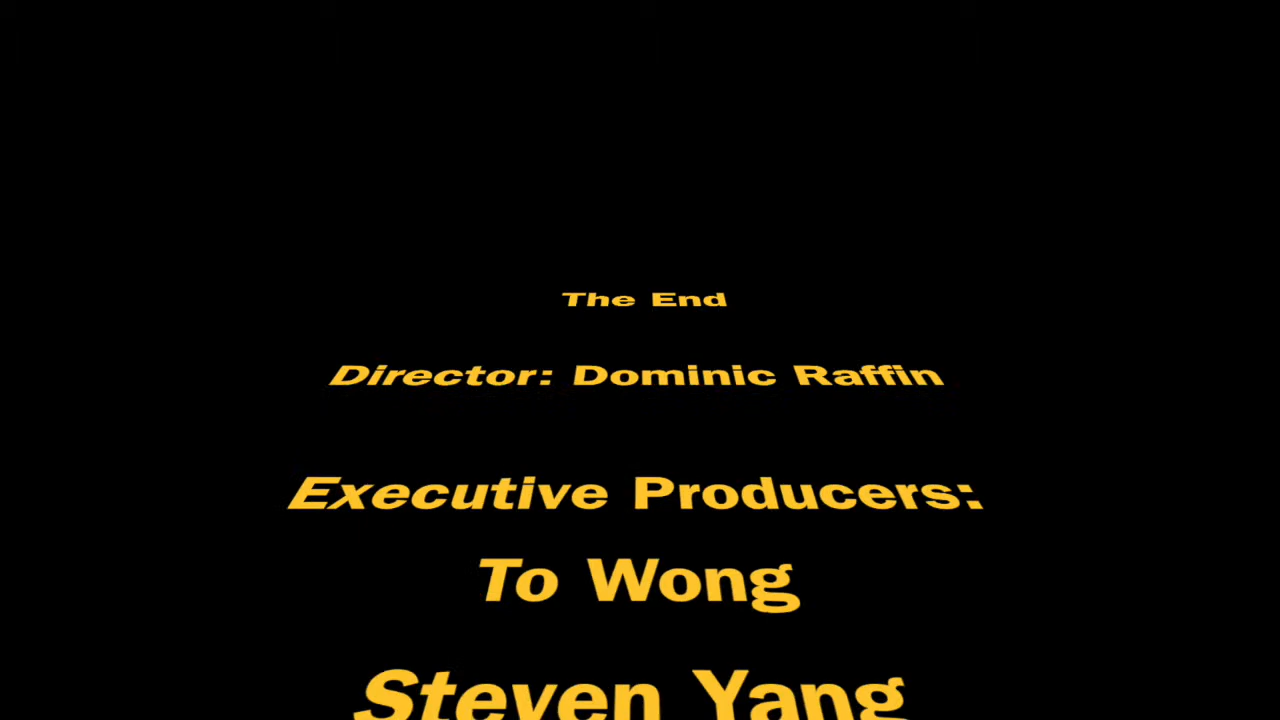 The End
Director: Dominic Raffin
Executive Producers:
To Wong
Steven Yang